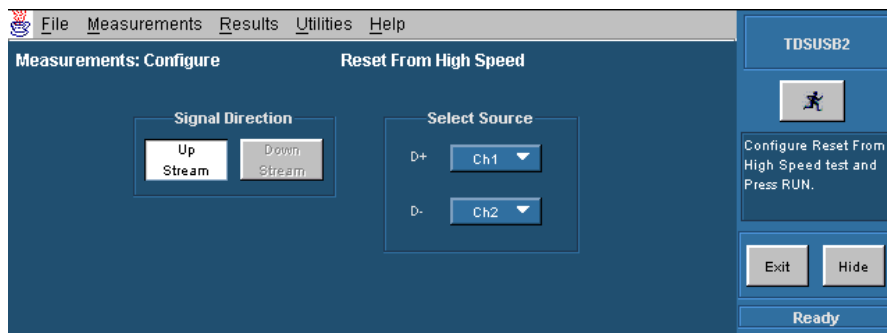 File Measurements Results Utilities Help
Measurements: Configure Reset From High Speed
Signal Direction
Up
Stream
Down
Stream
Select Source
D+ Ch1
D- Ch2
TDSUSB2
Configure Reset From
High Speed test and
Press RUN.
Exit Hide
Ready